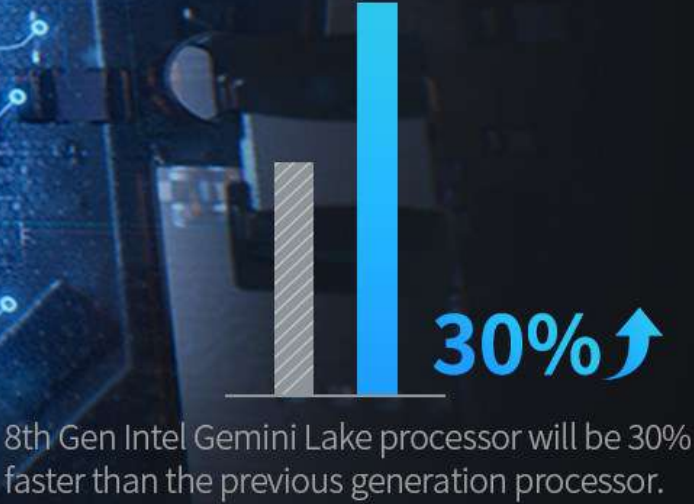 30%
8th Gen Intel Gemini Lake processor will be 30%
faster than the previous generation processor.